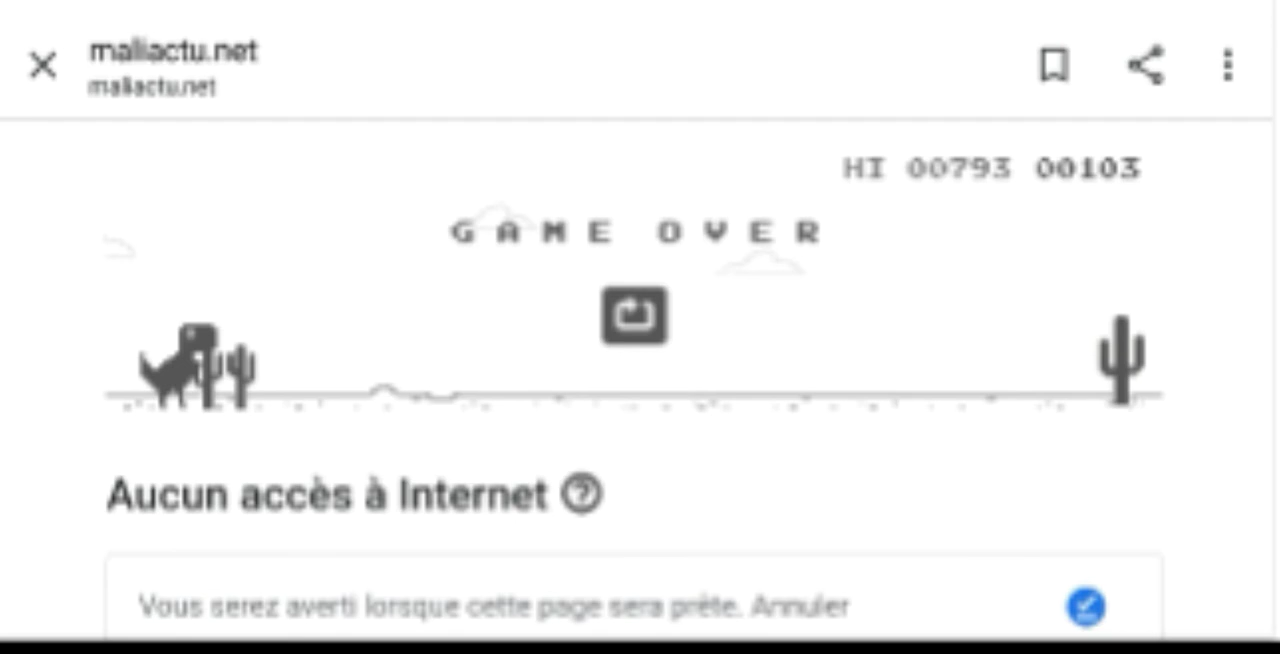 maliactu.net
maliactu.net
HI 00793 00103
GAME OVER
Aucun accès à Internet
Vous serez averti lorsque cette page sera prête. Annuler